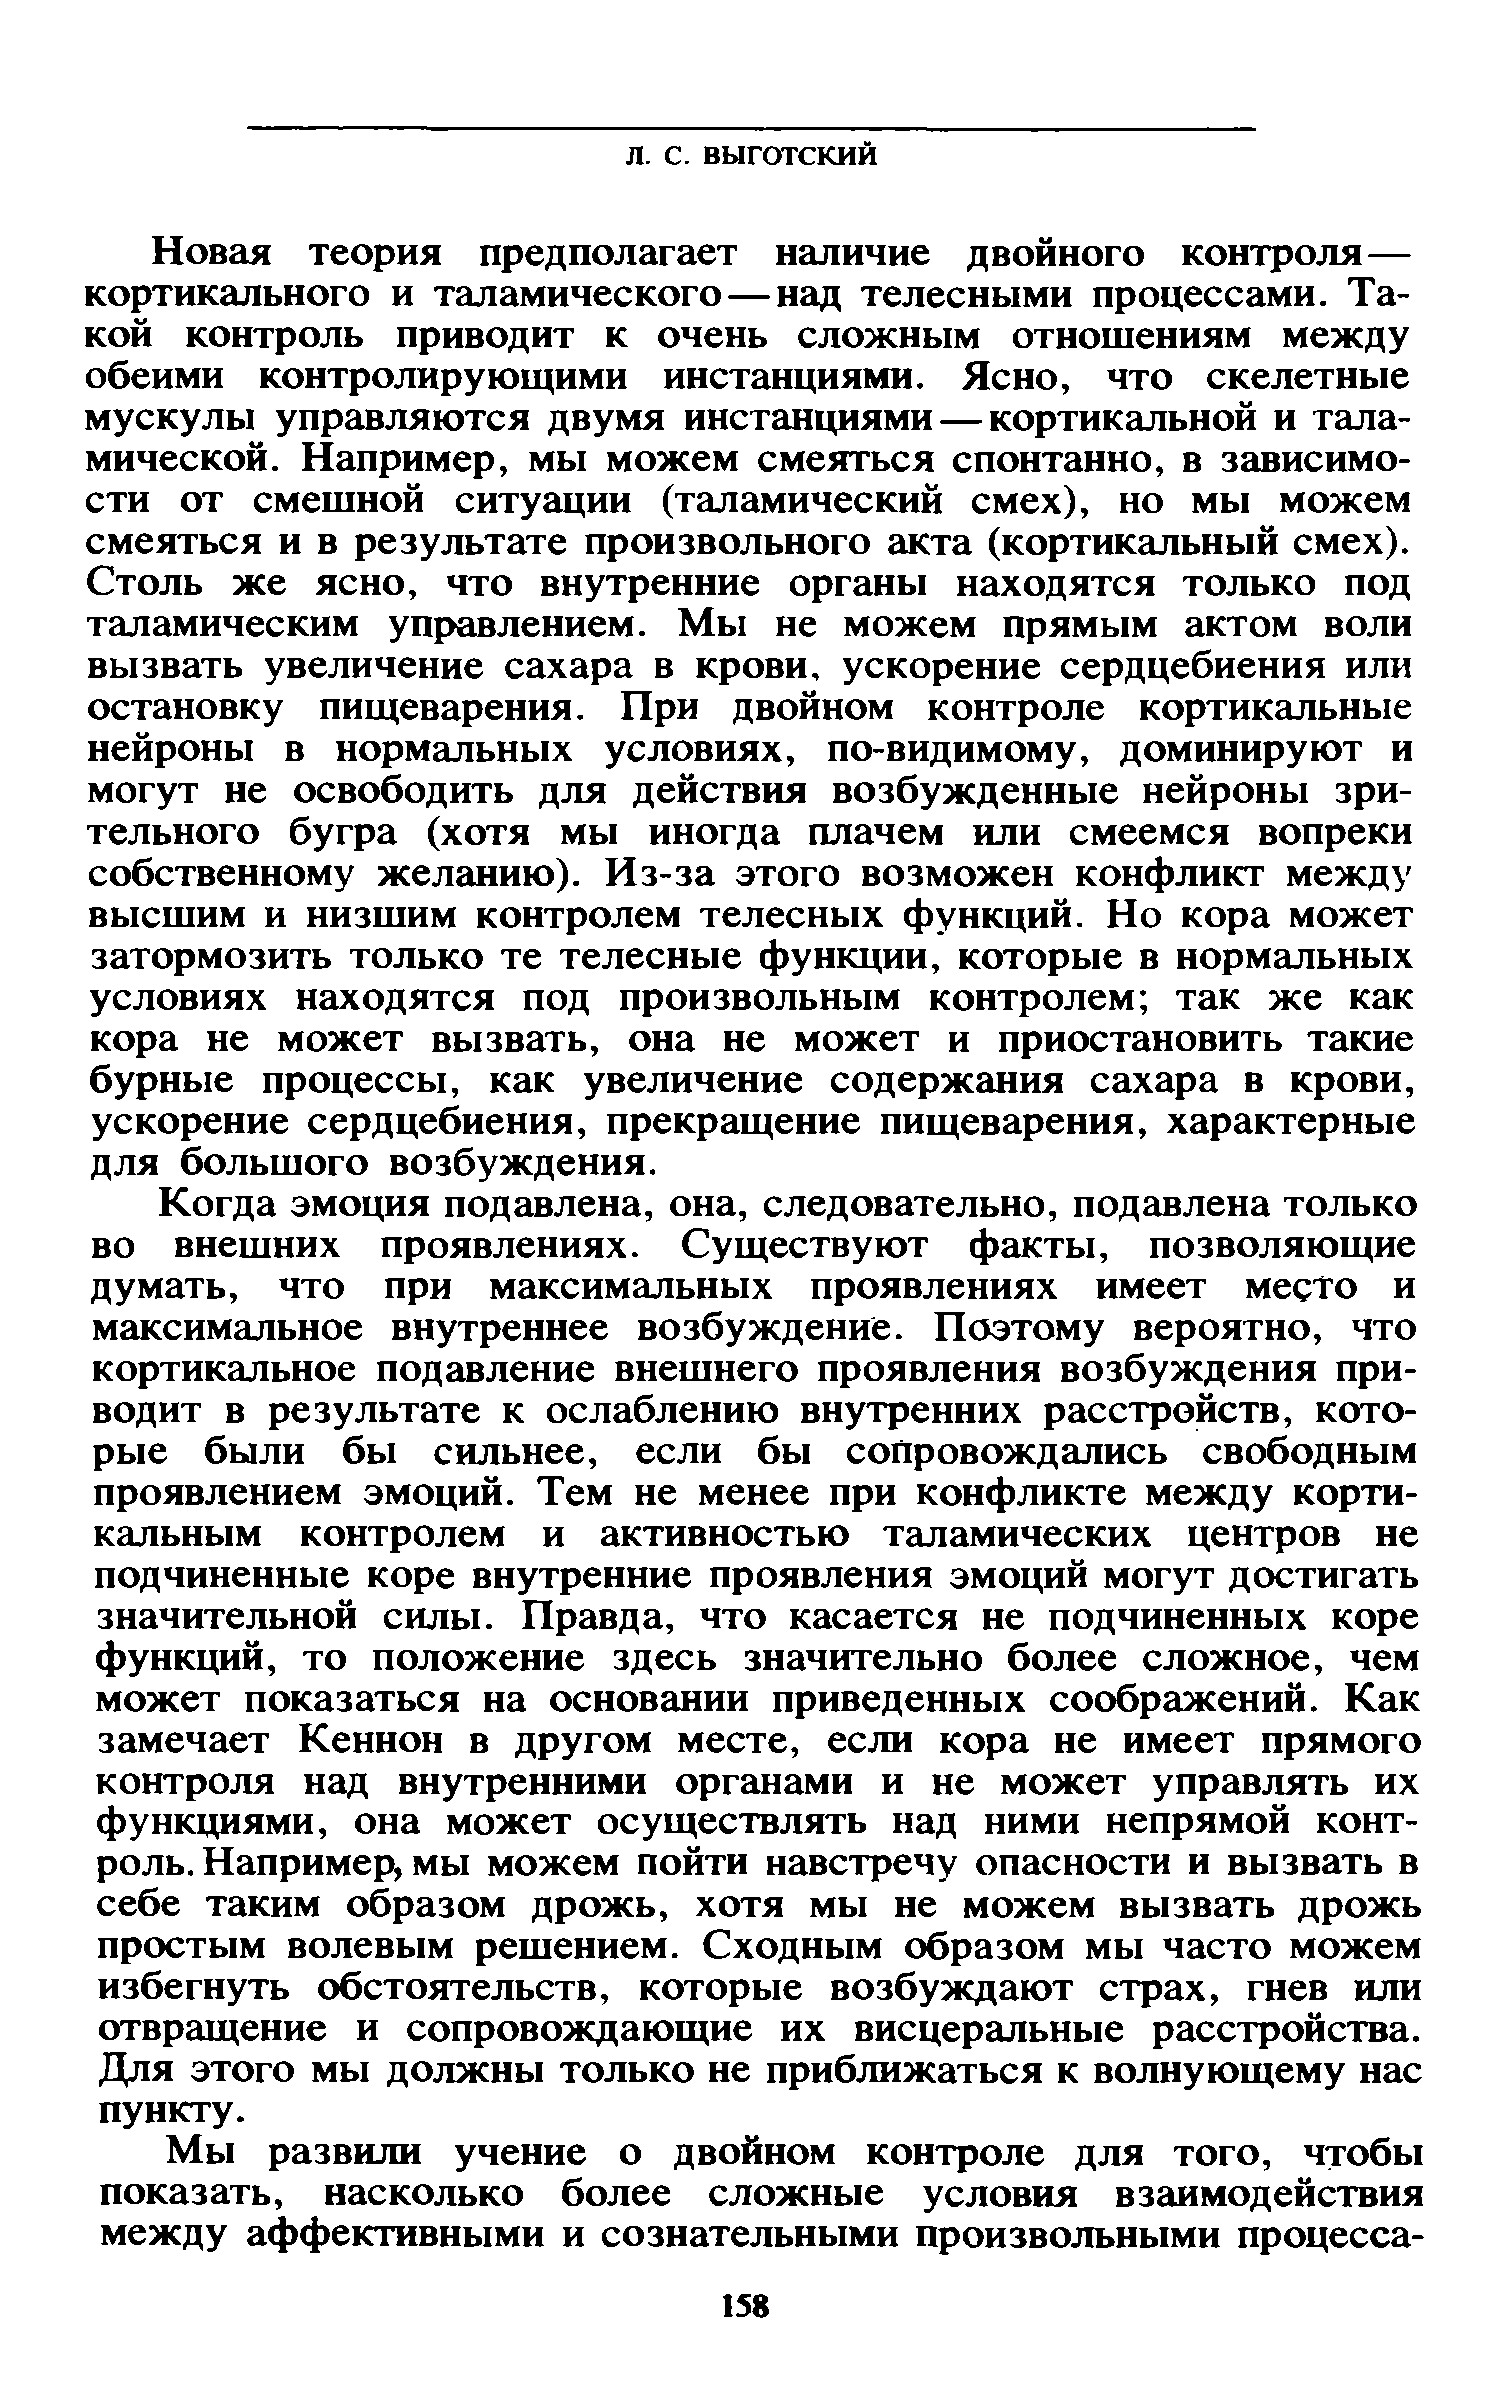 Л. С. ВЫГОТСКИЙ
Новая теория предполагает наличие двойного контроля—
кортикального и таламического—над телесными процессами. Та-
кой контроль приводит к очень сложным отношениям между
обеими контролирующими инстанциями. Ясно, что скелетные
мускулы управляются двумя инстанциями—кортикальной и тала-
мической. Например, мы можем смеяться спонтанно, в зависимо-
сти от смешной ситуации (таламический смех), но мы можем
смеяться и в результате произвольного акта (кортикальный смех).
Столь же ясно, что внутренние органы находятся только под
таламическим управлением. Мы не можем прямым актом воли
вызвать увеличение сахара в крови, ускорение сердцебиения или
остановку пищеварения. При двойном контроле кортикальные
нейроны в нормальных условиях, по-видимому, доминируют и
могут не освободить для действия возбужденные нейроны зри-
тельного бугра (хотя мы иногда плачем или смеемся вопреки
собственному желанию). Из-за этого возможен конфликт между
высшим и низшим контролем телесных функций. Но кора может
затормозить только те телесные функции, которые в нормальных
условиях находятся под произвольным контролем; так же как
кора не может вызвать, она не может и приостановить такие
бурные процессы, как увеличение содержания сахара в крови,
ускорение сердцебиения, прекращение пищеварения, характерные
для большого возбуждения.
Когда эмоция подавлена, она, следовательно, подавлена только
во внешних проявлениях. Существуют факты, позволяющие
думать, что при максимальных проявлениях имеет место и
максимальное внутреннее возбуждение. Поэтому вероятно, что
кортикальное подавление внешнего проявления возбуждения при-
водит в результате к ослаблению внутренних расстройств, кото-
рые были бы сильнее, если бы сопровождались свободным
проявлением эмоций. Тем не менее при конфликте между корти-
кальным контролем и активностью таламических центров не
подчиненные коре внутренние проявления эмоций могут достигать
значительной силы. Правда, что касается не подчиненных коре
функций, то положение здесь значительно более сложное, чем
может показаться на основании приведенных соображений. Как
замечает Кеннон в другом месте, если кора не имеет прямого
контроля над внутренними органами и не может управлять их
функциями, она может осуществлять над ними непрямой конт-
роль. Например, мы можем пойти навстречу опасности и вызвать в
себе таким образом дрожь, хотя мы не можем вызвать дрожь
простым волевым решением. Сходным образом мы часто можем
избегнуть обстоятельств, которые возбуждают страх, гнев или
отвращение и сопровождающие их висцеральные расстройства.
Для этого мы должны только не приближаться к волнующему нас
пункту.
Мы развили учение о двойном контроле для того, чтобы
показать, насколько более сложные условия взаимодействия
между аффективными и сознательными произвольными процесса-
158